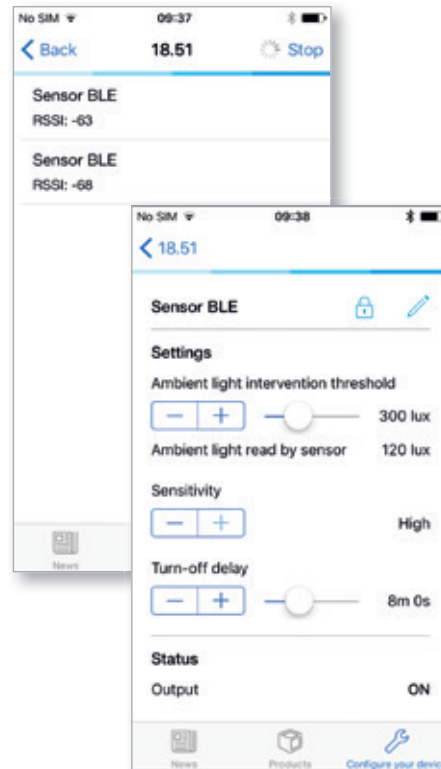 No SIM 09:37
Back 18.51 Stop
Sensor BLE
RSSI: -63
Sensor BLE
RSSI: -68
News
No SIM 09:38
18.51
Sensor BLE
Settings
Ambient light intervention threshold
− + 300 lux
Ambient light read by sensor 120 lux
Sensitivity
− + High
Turn-off delay
− + 8m 0s
Status
Output ON
News Products Configure your devic